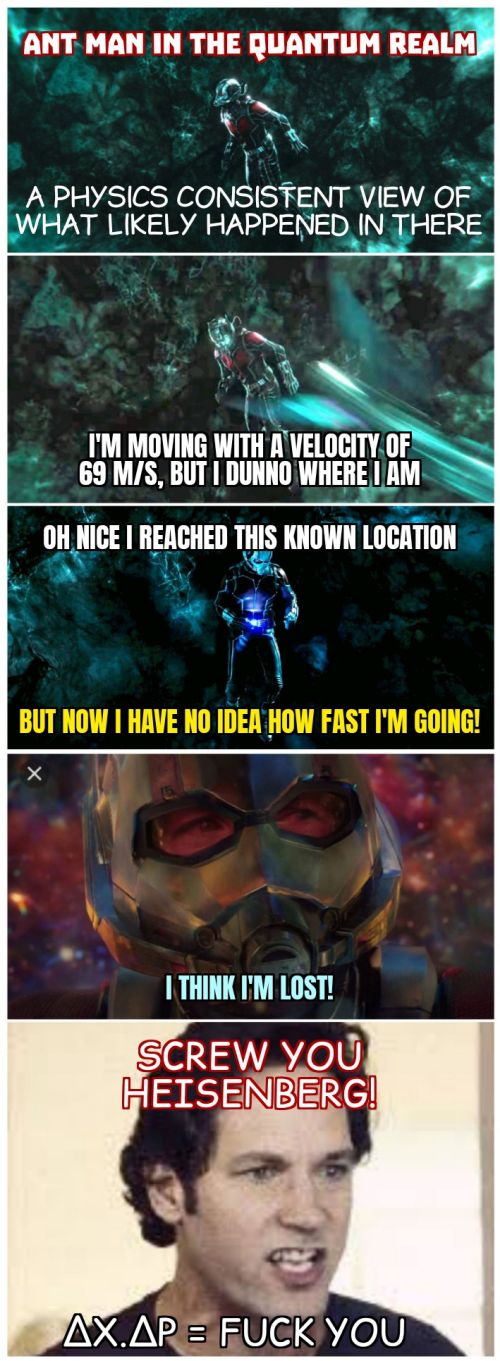 ANT MAN IN THE QUANTUM REALM
A PHYSICS CONSISTENT VIEW OF
WHAT LIKELY HAPPENED IN THERE
I'M MOVING WITH A VELOCITY OF
69 M/S, BUT I DUNNO WHERE I AM
OH NICE I REACHED THIS KNOWN LOCATION
BUT NOW I HAVE NO IDEA HOW FAST I'M GOING!
I THINK I'M LOST!
SCREW YOU
HEISENBERG!
ΔX.ΔP = FUCK YOU